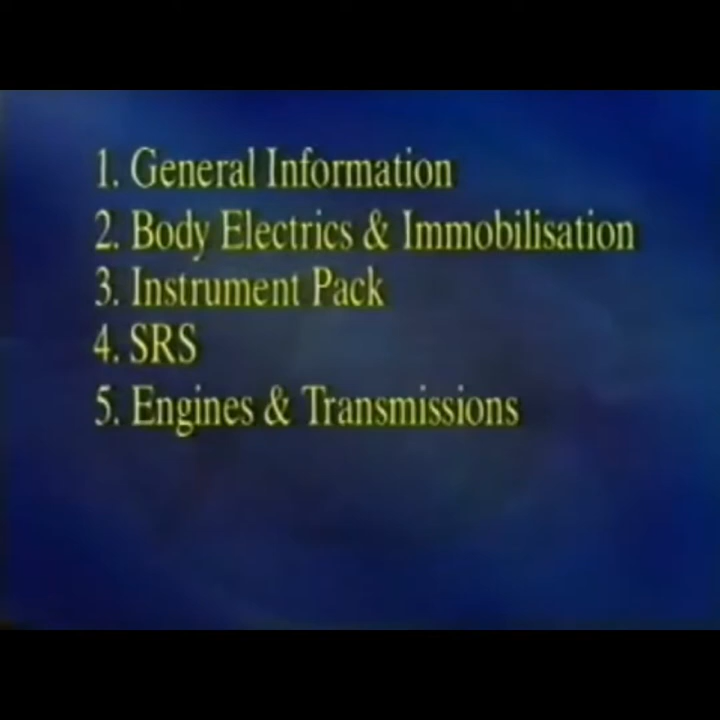 1. General Information
2. Body Electrics & Immobilisation
3. Instrument Pack
4. SRS
5. Engines & Transmissions